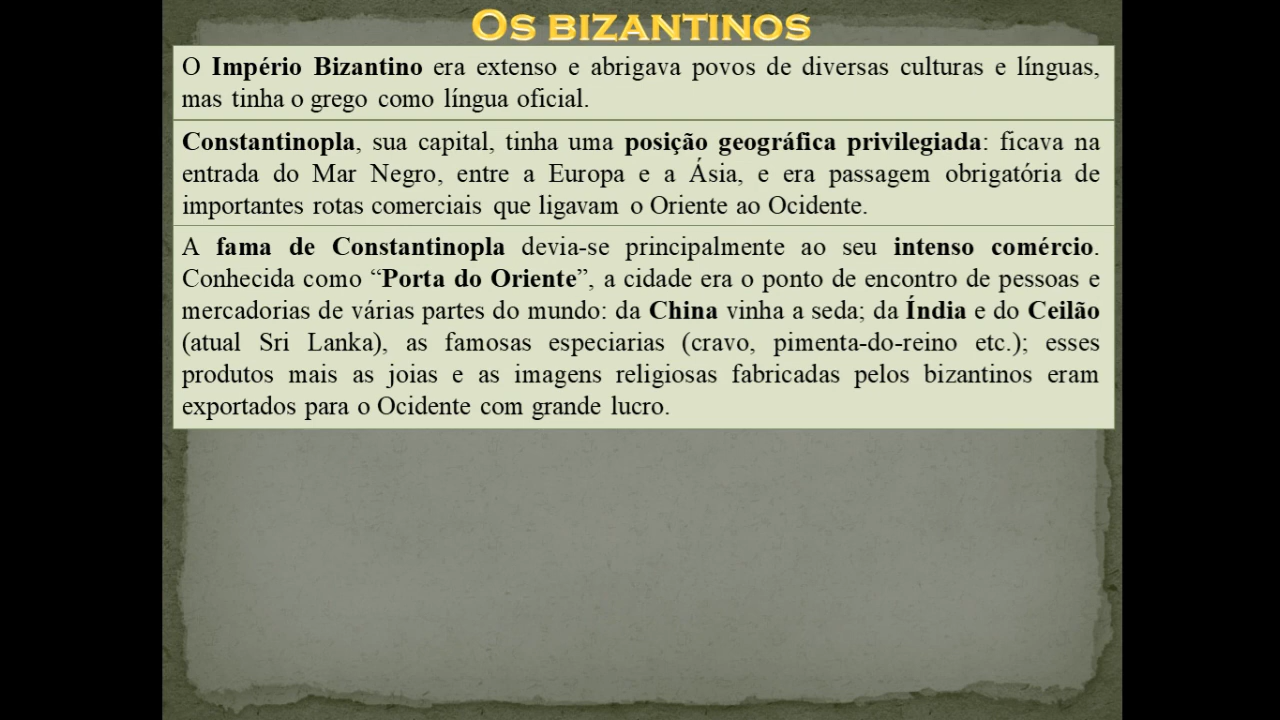 Os bizantinos
O Império Bizantino era extenso e abrigava povos de diversas culturas e línguas,
mas tinha o grego como língua oficial.
Constantinopla, sua capital, tinha uma posição geográfica privilegiada: ficava na
entrada do Mar Negro, entre a Europa e a Ásia, e era passagem obrigatória de
importantes rotas comerciais que ligavam o Oriente ao Ocidente.
A fama de Constantinopla devia-se principalmente ao seu intenso comércio.
Conhecida como “Porta do Oriente”, a cidade era o ponto de encontro de pessoas e
mercadorias de várias partes do mundo: da China vinha a seda; da Índia e do Ceilão
(atual Sri Lanka), as famosas especiarias (cravo, pimenta-do-reino etc.); esses
produtos mais as joias e as imagens religiosas fabricadas pelos bizantinos eram
exportados para o Ocidente com grande lucro.